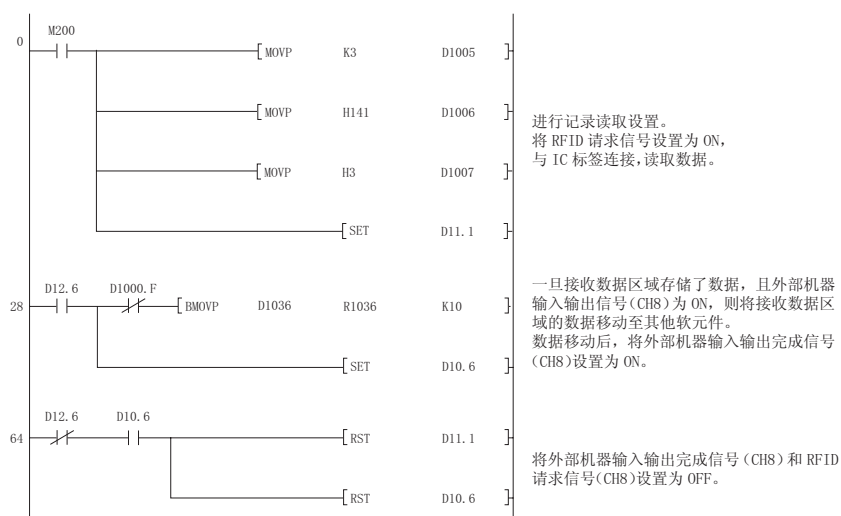 M200
0 MOVP K3 D1005
MOVP H141 D1006
MOVP H3 D1007
SET D11.1
进行记录读取设置。
将 RFID 请求信号设置为 ON，
与 IC 标签连接,读取数据。
D12.6 D1000.F
28 BMOVP D1036 R1036 K10
SET D10.6
一旦接收数据区域存储了数据，且外部机器
输入输出信号(CH8)为 ON，则将接收数据区
域的数据移动至其他软元件。
数据移动后，将外部机器输入输出完成信号
(CH8)设置为 ON。
D12.6 D10.6
64 RST D11.1
RST D10.6
将外部机器输入输出完成信号(CH8)和 RFID
请求信号(CH8)设置为 OFF。